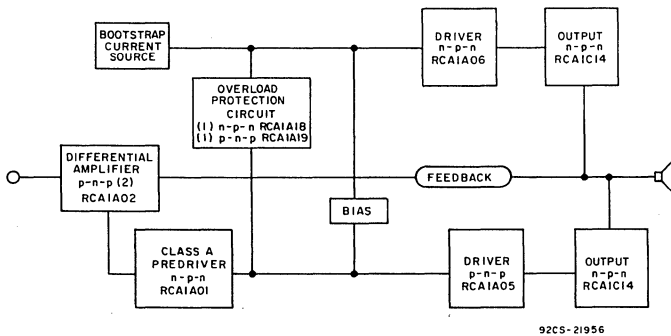 BOOTSTRAP
CURRENT
SOURCE
DRIVER
n-p-n
RCA1A06
OUTPUT
n-p-n
RCA1C14
OVERLOAD
PROTECTION
CIRCUIT
(1) n-p-n RCA1A18
(1) p-n-p RCA1A19
DIFFERENTIAL
AMPLIFIER
p-n-p (2)
RCA1A02
FEEDBACK
BIAS
CLASS A
PREDRIVER
n-p-n
RCA1A01
DRIVER
p-n-p
RCA1A05
OUTPUT
n-p-n
RCA1C14
92CS-21956